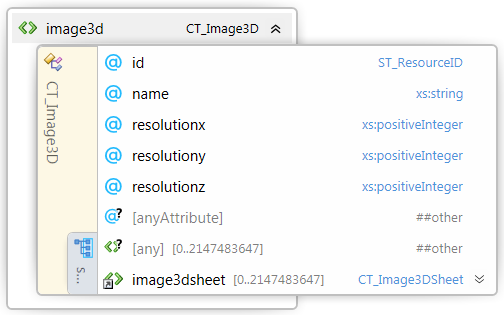 image3d CT_Image3D
CT_Image3D
id ST_ResourceID
name xs:string
resolutionx xs:positiveInteger
resolutiony xs:positiveInteger
resolutionz xs:positiveInteger
[anyAttribute] ##other
S...
[any] [0..2147483647] ##other
image3dsheet [0..2147483647] CT_Image3DSheet